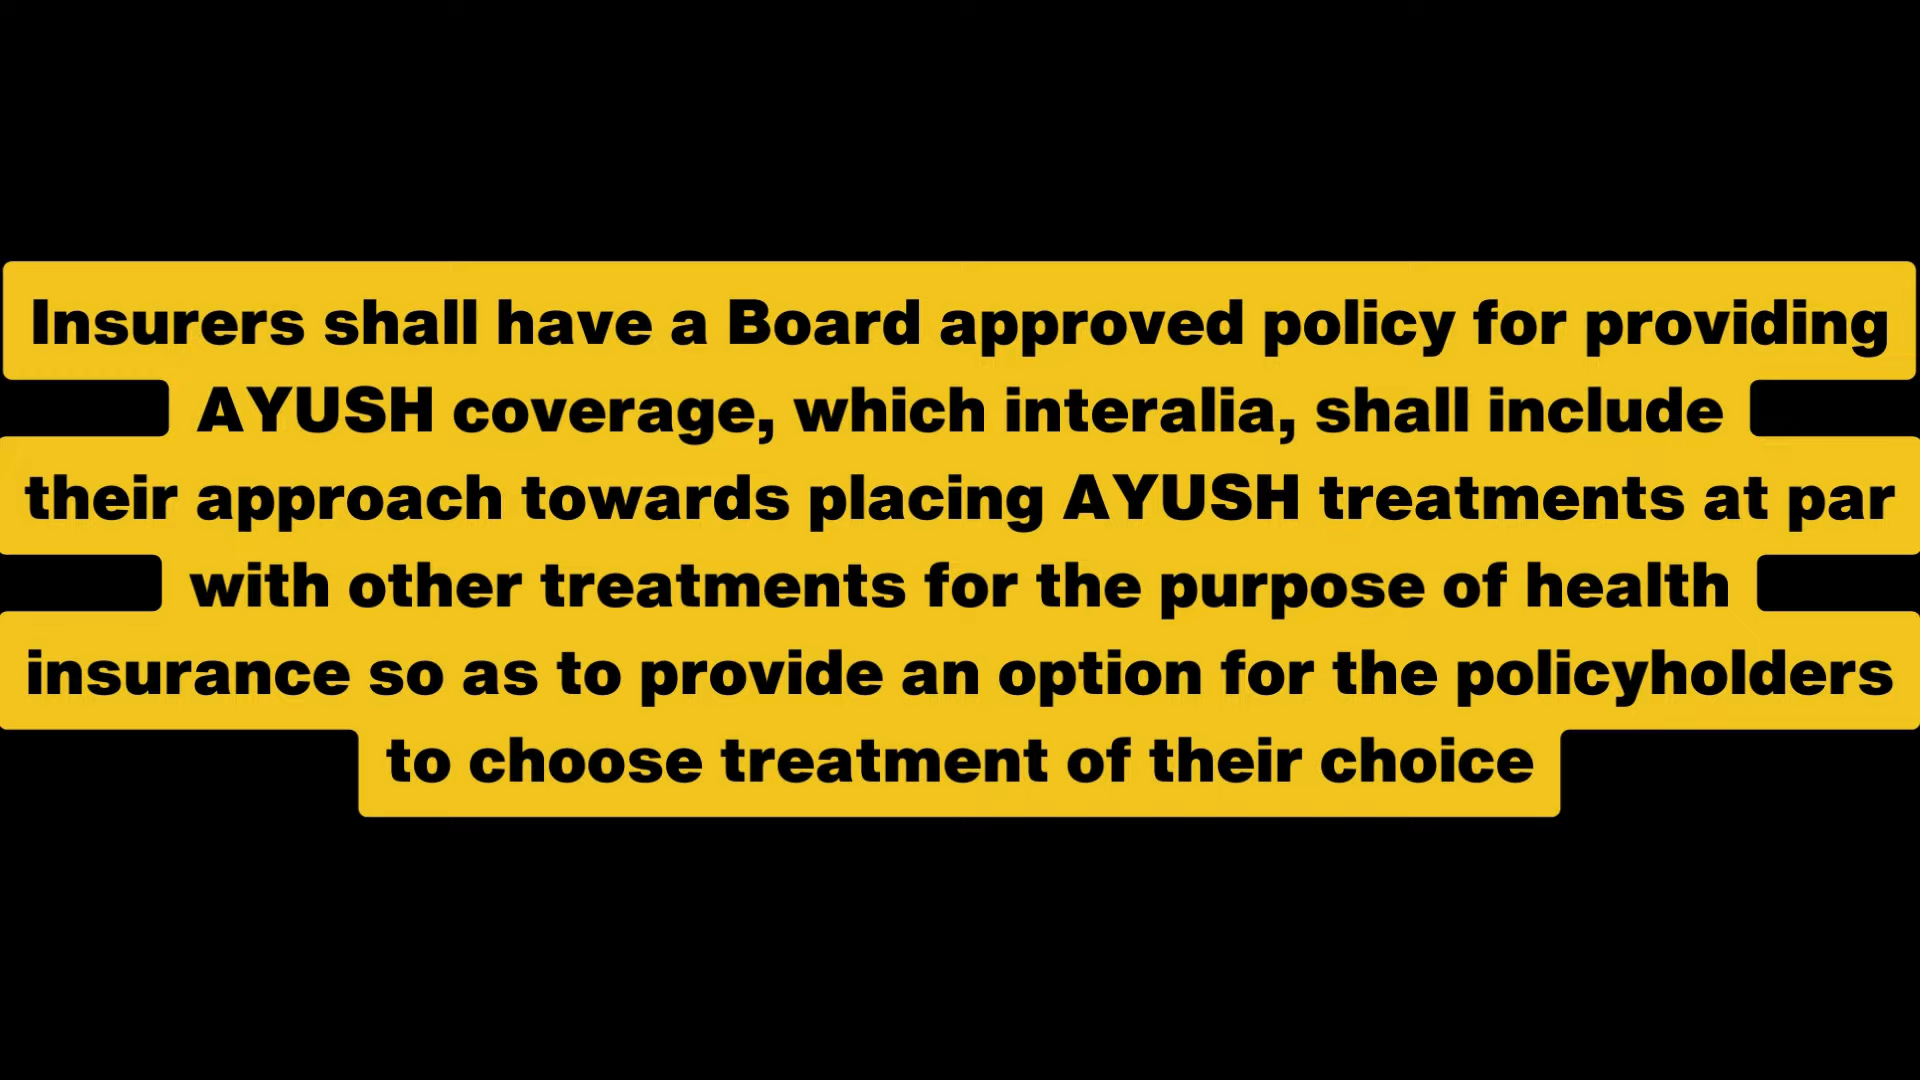 Insurers shall have a Board approved policy for providing
AYUSH coverage, which interalia, shall include
their approach towards placing AYUSH treatments at par
with other treatments for the purpose of health
insurance so as to provide an option for the policyholders
to choose treatment of their choice